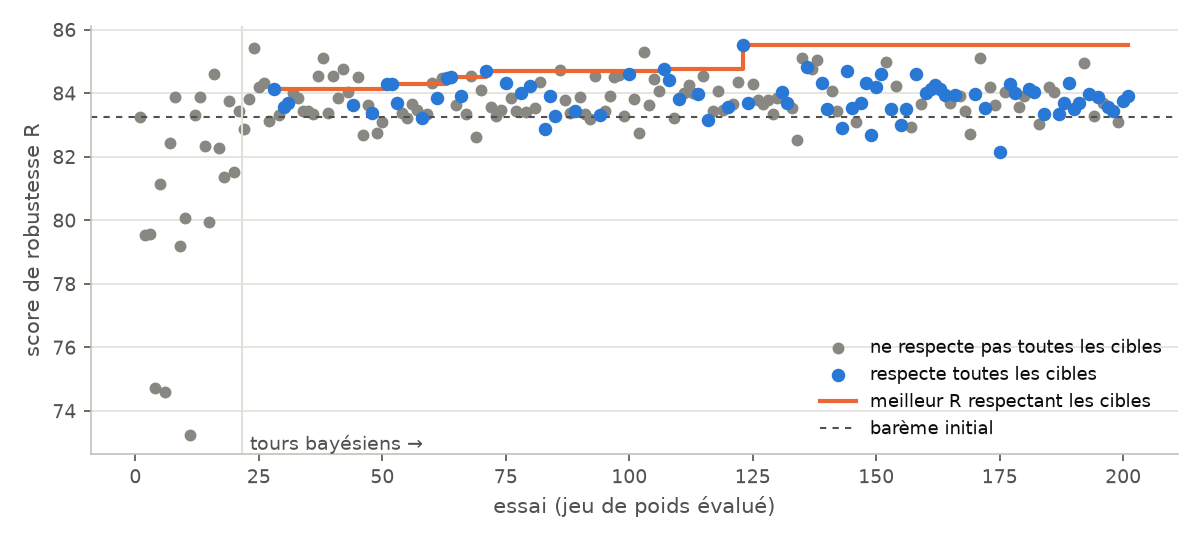 score de robustesse R
86
84
82
80
78
76
74
ne respecte pas toutes les cibles
respecte toutes les cibles
meilleur R respectant les cibles
barème initial
tours bayésiens →
0 25 50 75 100 125 150 175 200
essai (jeu de poids évalué)